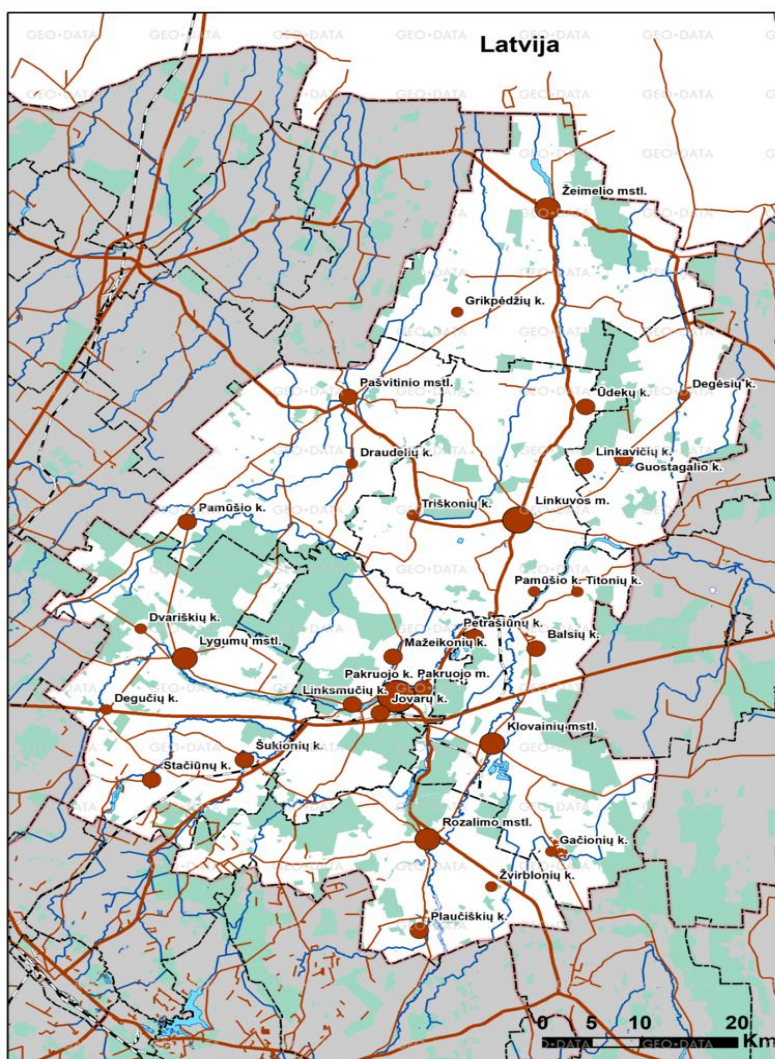 Latvija
Žeimelio mstl.
Grikpėdžių k.
Pašvitinio mstl.
Degėsių k.
Ūdekų k.
Draudelių k.
Linkavičių k.
Guostagalio k.
Triškonių k.
Linkuvos m.
Pamūšio k.
Pamūšio k. Titonių k.
Dvariškių k.
Petrašiūnų k.
Balsių k.
Mažeikonių k.
Lygumų mstl.
Pakruojo k. Pakruojo m.
Linksmučių k.
Jovarų k.
Degučių k.
Klovainių mstl.
Šukionių k.
Stačiūnų k.
Rozalimo mstl.
Gačionių k.
Žvirblonių k.
Plaučiškių k.
0 5 10 20
Km
GEO-DATA